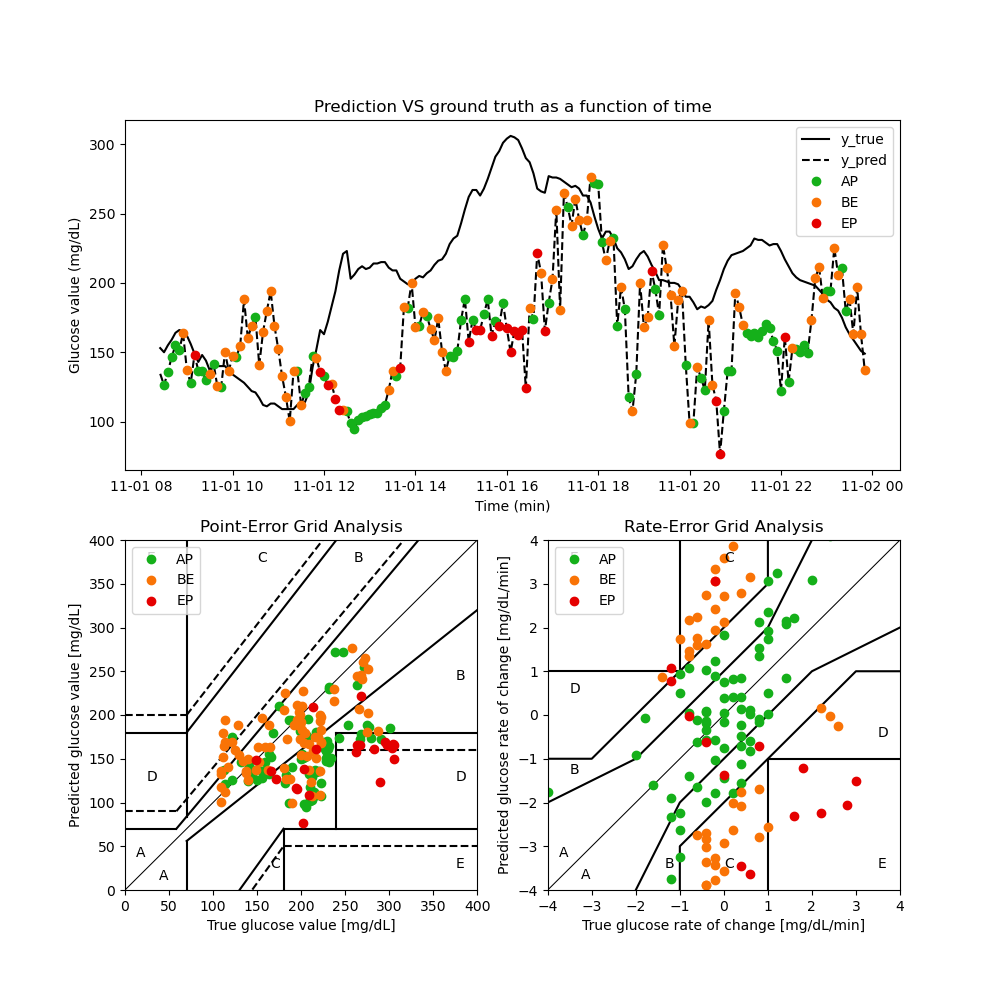 Prediction VS ground truth as a function of time
Glucose value (mg/dL)
300
250
200
150
100
y_true
y_pred
AP
BE
EP
11-01 08 11-01 10 11-01 12 11-01 14 11-01 16 11-01 18 11-01 20 11-01 22 11-02 00
Time (min)
Point-Error Grid Analysis
Predicted glucose value [mg/dL]
400
350
300
250
200
150
100
50
0
AP
BE
EP
C
B
B
D
D
A
A
C
E
0 50 100 150 200 250 300 350 400
True glucose value [mg/dL]
Rate-Error Grid Analysis
Predicted glucose rate of change [mg/dL/min]
4
3
2
1
0
−1
−2
−3
−4
AP
BE
EP
C
D
D
B
A
A
B
C
E
−4 −3 −2 −1 0 1 2 3 4
True glucose rate of change [mg/dL/min]